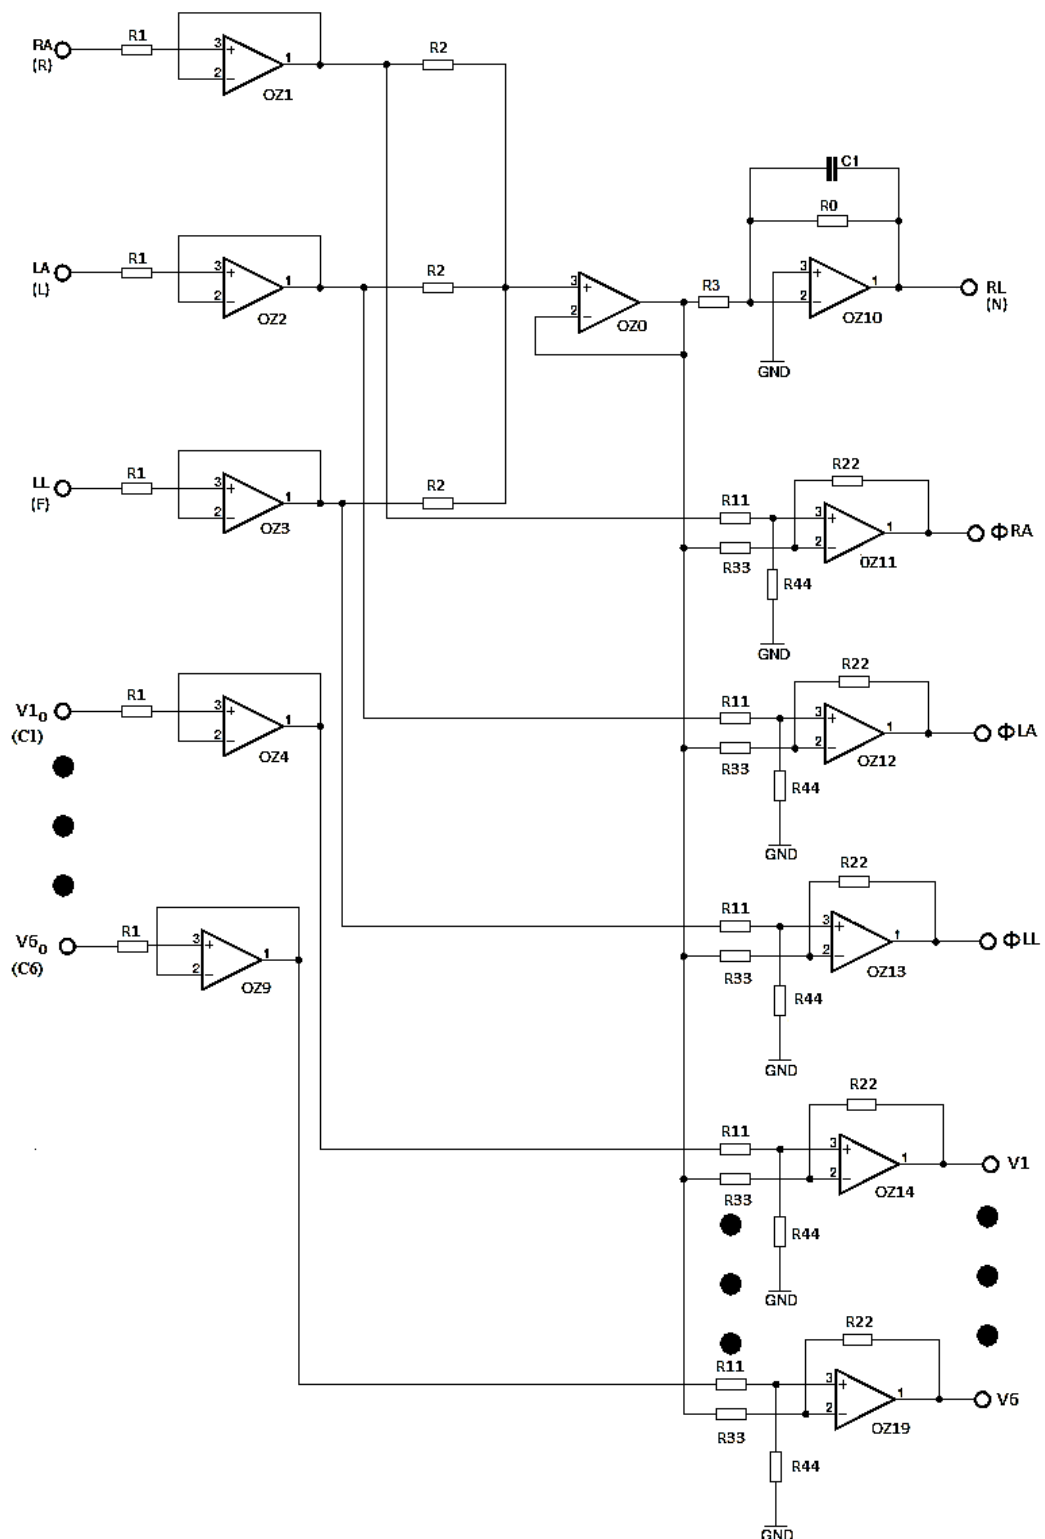 RA R1 3 + 1 R2
(R) 2 − OZ1
C1
R0
LA R1 3 + 1 R2 3 + R3 3 + 1 RL
(L) 2 − OZ2 2 − OZ0 2 − OZ10 (N)
GND
LL R1 3 + 1 R2 R22
(F) 2 − OZ3 R11 3 + 1 ΦRA
R33 2 − OZ11
R44
GND
R22
V1₀ R1 3 + 1 R11 3 + 1 ΦLA
(C1) 2 − OZ4 R33 2 − OZ12
R44
GND
R22
V6₀ R1 3 + 1 R11 3 + 1 ΦLL
(C6) 2 − OZ9 R33 2 − OZ13
R44
GND
R22
R11 3 + 1 V1
R33 2 − OZ14
R44
GND
R22
R11 3 + 1 V6
R33 2 − OZ19
R44
GND